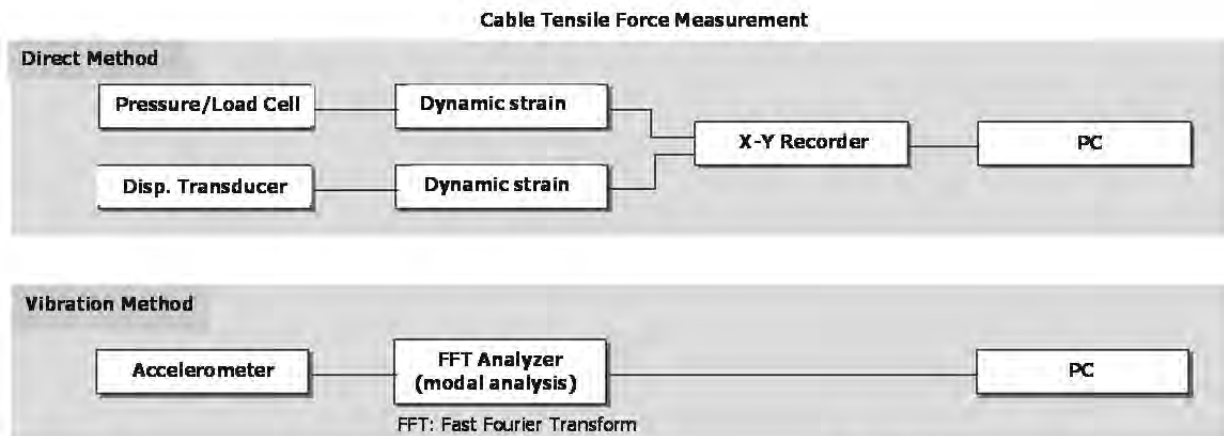 Cable Tensile Force Measurement
Direct Method
Pressure/Load Cell
Dynamic strain
X-Y Recorder
PC
Disp. Transducer
Dynamic strain
Vibration Method
Accelerometer
FFT Analyzer
(modal analysis)
PC
FFT: Fast Fourier Transform